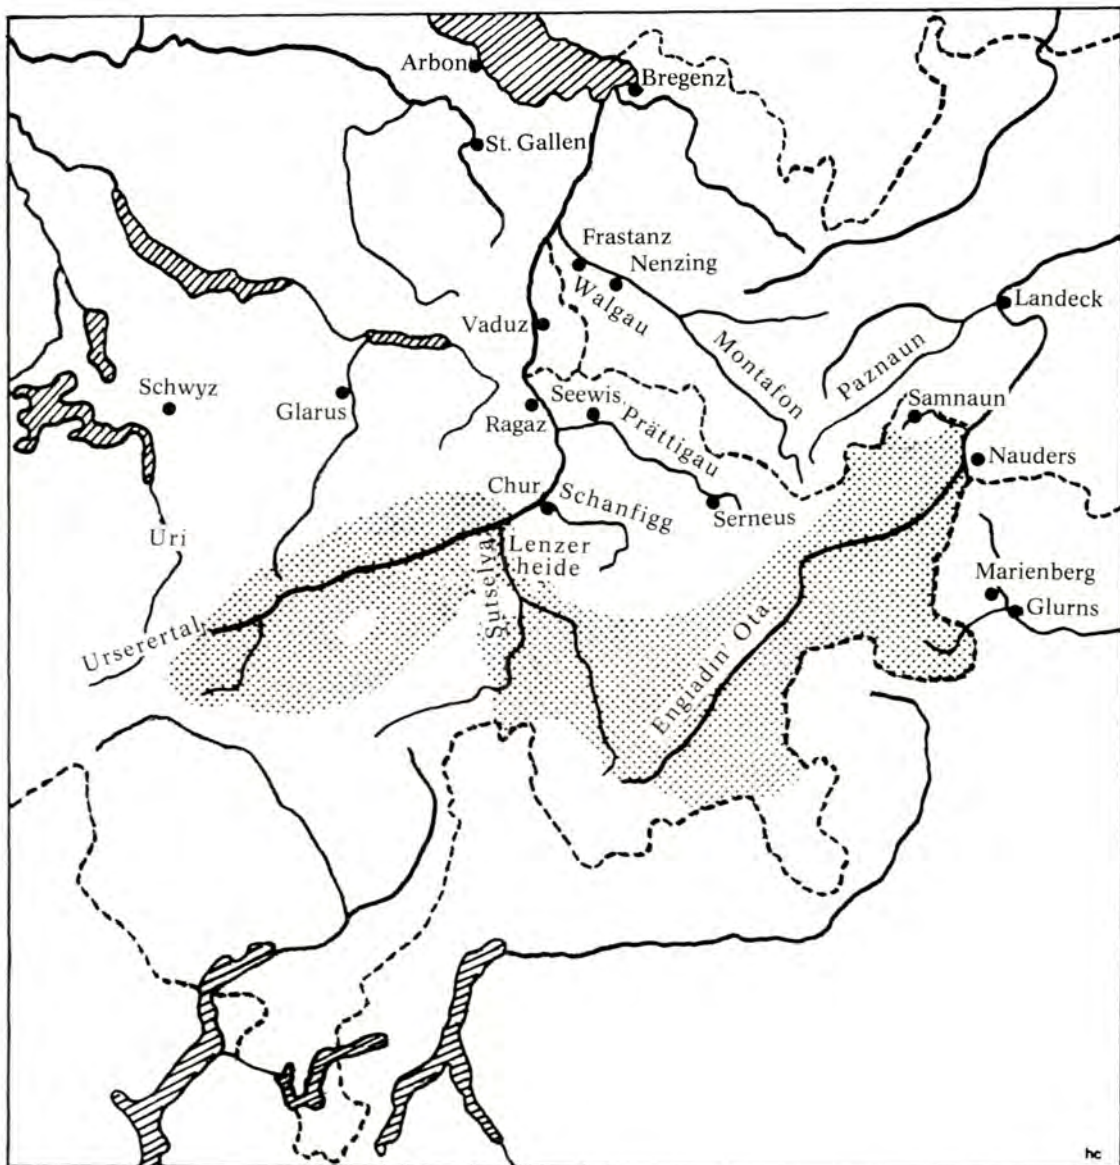 Arbon
Bregenz
St. Gallen
Frastanz
Nenzing
Walgau
Landeck
Vaduz
Montafon
Paznaun
Schwyz
Glarus
Seewis
Samnaun
Ragaz
Prättigau
Nauders
Chur
Schanfigg
Serneus
Uri
Lenzer
heide
Sutselva
Marienberg
Glurns
Urserertal
Engiadin' Ota
hc